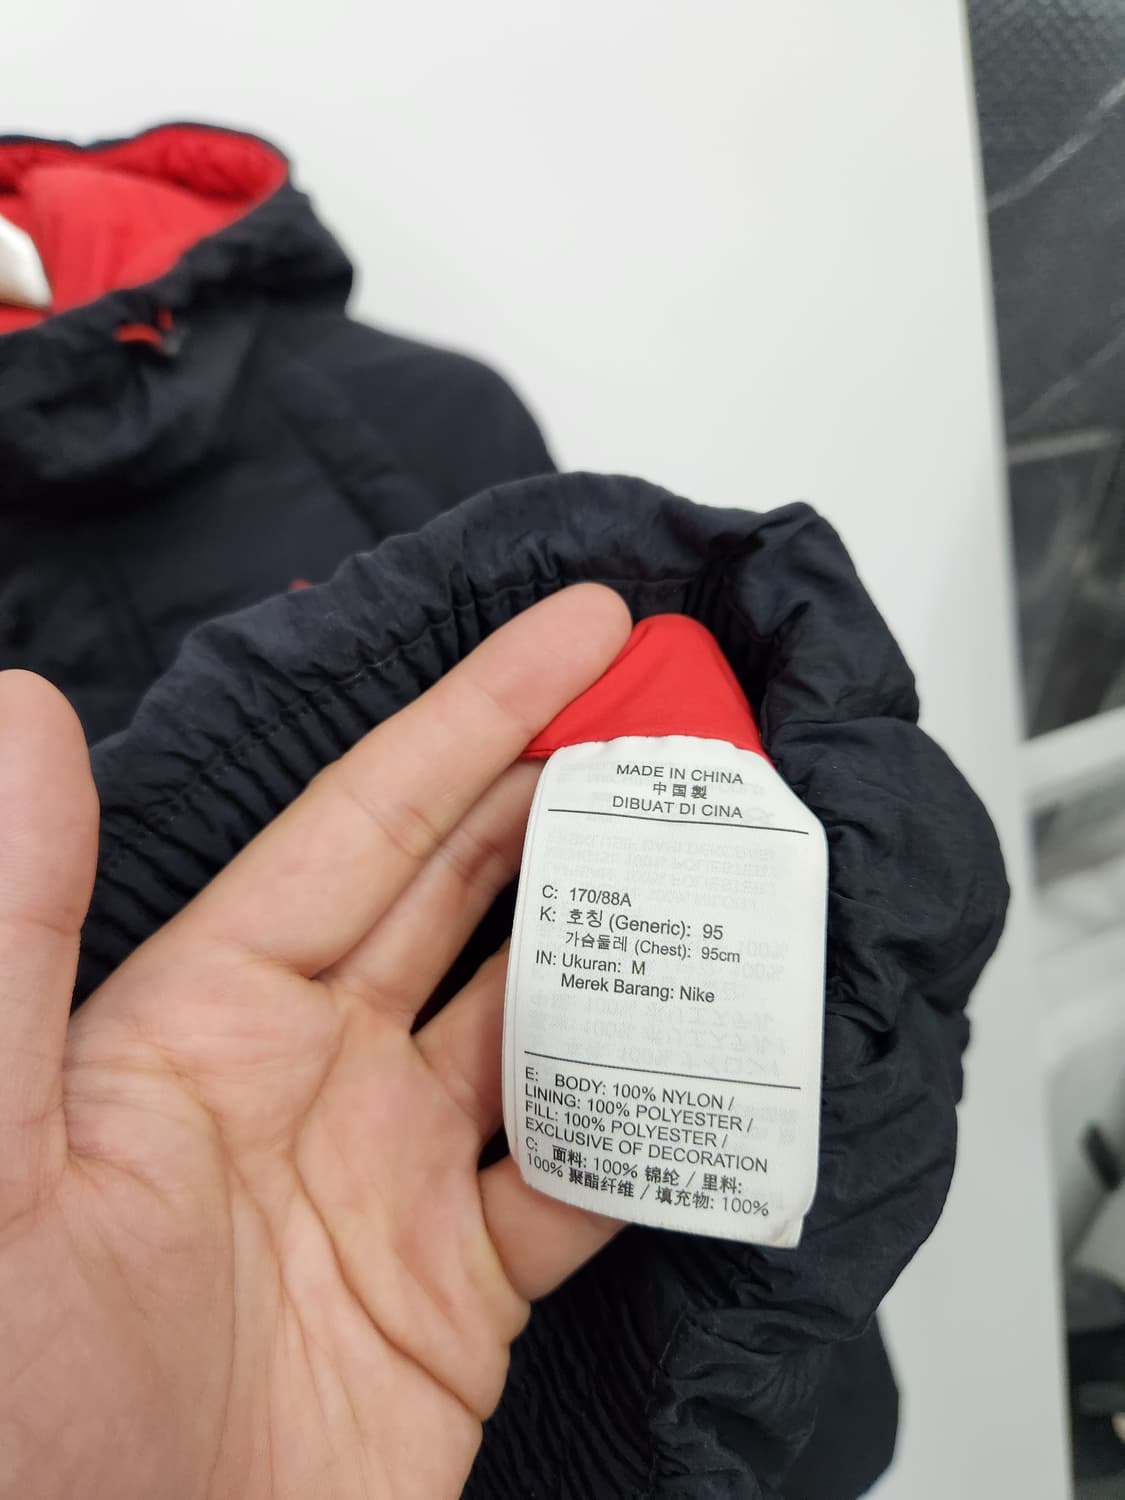 MADE IN CHINA
中国製
DIBUAT DI CINA
C: 170/88A
K: 호칭 (Generic): 95
가슴둘레 (Chest): 95cm
IN: Ukuran: M
Merek Barang: Nike
E: BODY: 100% NYLON /
LINING: 100% POLYESTER /
FILL: 100% POLYESTER /
EXCLUSIVE OF DECORATION
C: 面料: 100% 锦纶 / 里料:
100% 聚酯纤维 / 填充物: 100%